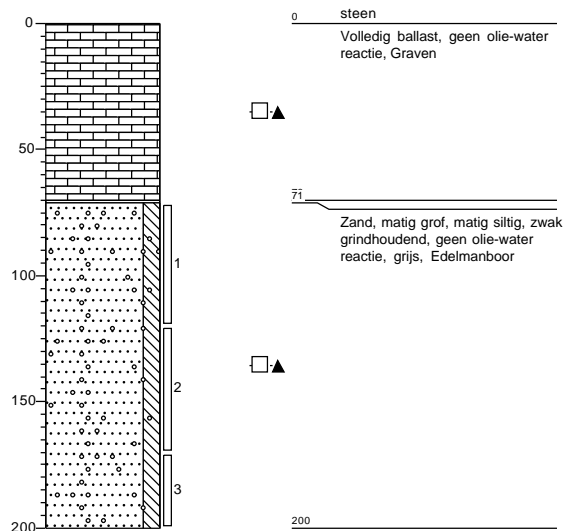 0
50
100
150
200
1
2
3
0 steen
Volledig ballast, geen olie-water
reactie, Graven
71
Zand, matig grof, matig siltig, zwak
grindhoudend, geen olie-water
reactie, grijs, Edelmanboor
200